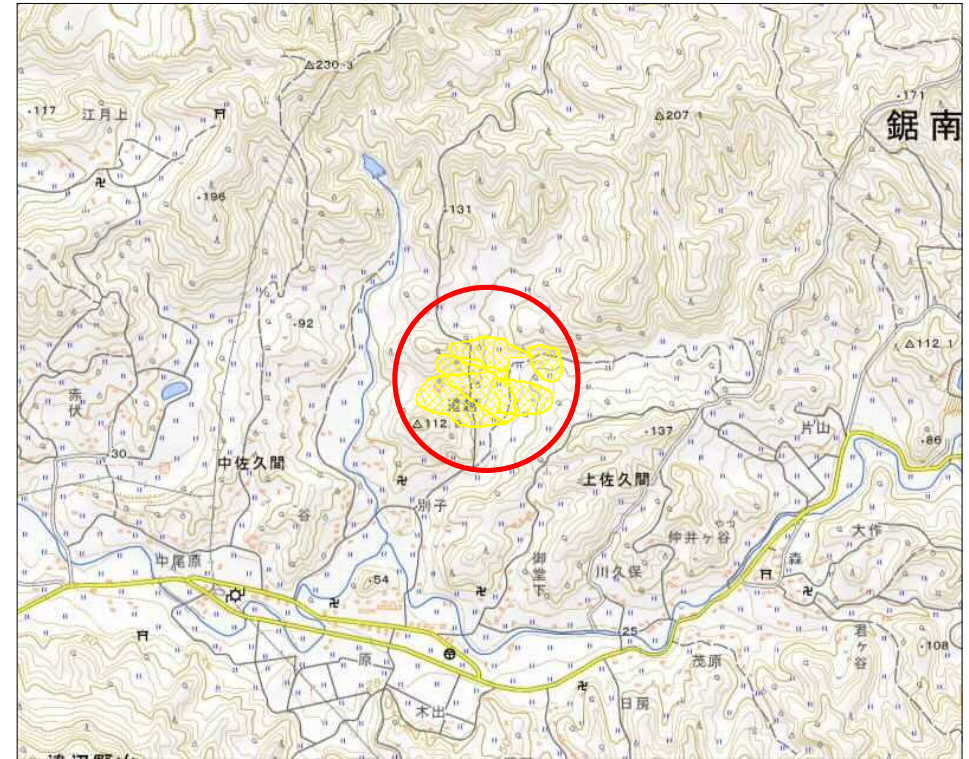 230.3
117
江月上
171
207.1
鋸南
196
131
92
112.1
赤伏
112
137
片山
86
30
中佐久間
上佐久間
谷
別子
やつ
仲井ヶ谷
大作
中尾原
54
御堂下
川久保
森
25
君ヶ谷
108
原
茂原
木出
日房